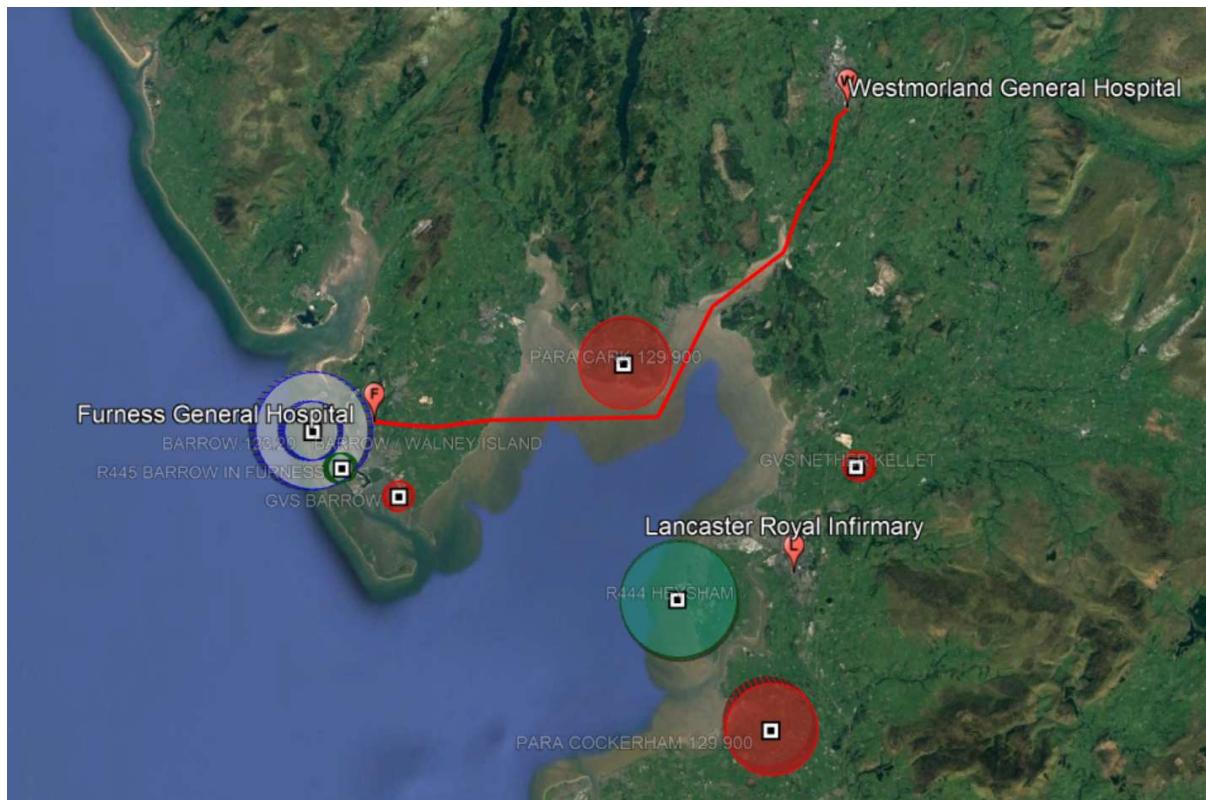 W
Westmorland General Hospital
PARA CARK 129.900
F
Furness General Hospital
BARROW 123.20
BARROW / WALNEY ISLAND
R445 BARROW IN FURNESS
GVS NETHER KELLET
GVS BARROW
Lancaster Royal Infirmary
L
R444 HEYSHAM
PARA COCKERHAM 129.900